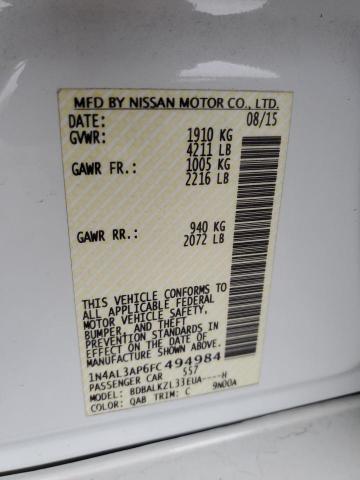 MFD BY NISSAN MOTOR CO., LTD.
DATE: 08/15
GVWR: 1910 KG
4211 LB
GAWR FR.: 1005 KG
2216 LB
GAWR RR.: 940 KG
2072 LB
THIS VEHICLE CONFORMS TO
ALL APPLICABLE FEDERAL
MOTOR VEHICLE SAFETY,
BUMPER, AND THEFT
PREVENTION STANDARDS IN
EFFECT ON THE DATE OF
MANUFACTURE SHOWN ABOVE.
1N4AL3AP6FC494984
PASSENGER CAR 557
MODEL: BDBALKZL33EUA----H
COLOR: QAB TRIM: C 9N00A